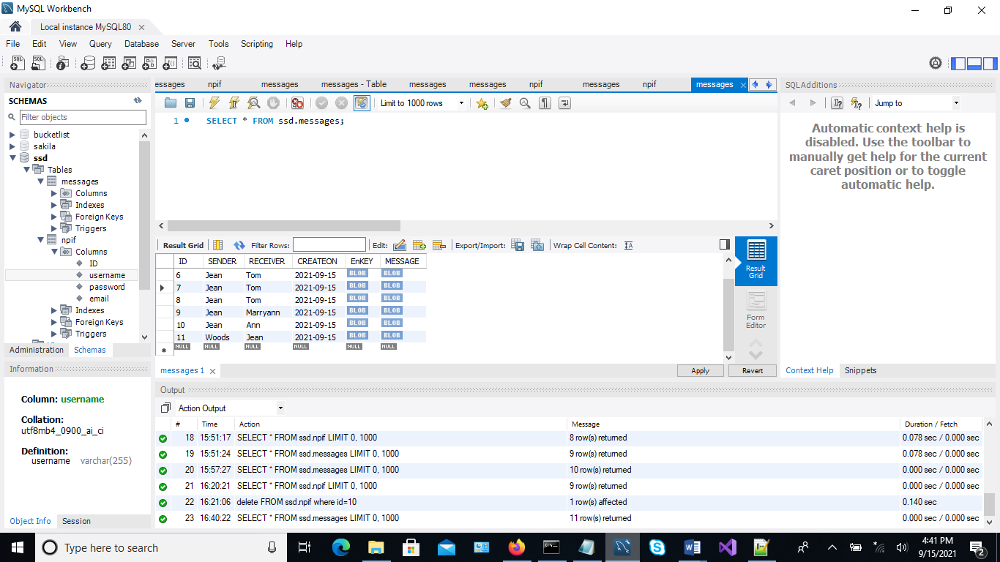 MySQL Workbench
Local instance MySQL80
File Edit View Query Database Server Tools Scripting Help
Navigator
SCHEMAS
Filter objects
bucketlist
sakila
ssd
Tables
messages
Columns
Indexes
Foreign Keys
Triggers
npif
Columns
ID
username
password
email
Indexes
Foreign Keys
Triggers
Administration Schemas
Information
Column: username
Collation:
utf8mb4_0900_ai_ci
Definition:
username varchar(255)
Object Info Session
essages npif messages messages - Table messages messages npif messages npif messages
Limit to 1000 rows
1 SELECT * FROM ssd.messages;
Result Grid Filter Rows: Edit: Export/Import: Wrap Cell Content:
ID SENDER RECEIVER CREATEON EnKEY MESSAGE
6 Jean Tom 2021-09-15 BLOB BLOB
7 Jean Tom 2021-09-15 BLOB BLOB
8 Jean Tom 2021-09-15 BLOB BLOB
9 Jean Marryann 2021-09-15 BLOB BLOB
10 Jean Ann 2021-09-15 BLOB BLOB
11 Woods Jean 2021-09-15 BLOB BLOB
NULL NULL NULL NULL NULL NULL
Result
Grid
Form
Editor
messages 1 Apply Revert
SQLAdditions
Jump to
Automatic context help is
disabled. Use the toolbar to
manually get help for the current
caret position or to toggle
automatic help.
Context Help Snippets
Output
Action Output
# Time Action Message Duration / Fetch
18 15:51:17 SELECT * FROM ssd.npif LIMIT 0, 1000 8 row(s) returned 0.078 sec / 0.000 sec
19 15:51:24 SELECT * FROM ssd.messages LIMIT 0, 1000 9 row(s) returned 0.078 sec / 0.000 sec
20 15:57:27 SELECT * FROM ssd.messages LIMIT 0, 1000 10 row(s) returned 0.000 sec / 0.000 sec
21 16:20:21 SELECT * FROM ssd.npif LIMIT 0, 1000 9 row(s) returned 0.000 sec / 0.000 sec
22 16:21:06 delete FROM ssd.npif where id=10 1 row(s) affected 0.140 sec
23 16:40:22 SELECT * FROM ssd.messages LIMIT 0, 1000 11 row(s) returned 0.000 sec / 0.000 sec
Type here to search
4:41 PM
9/15/2021
2